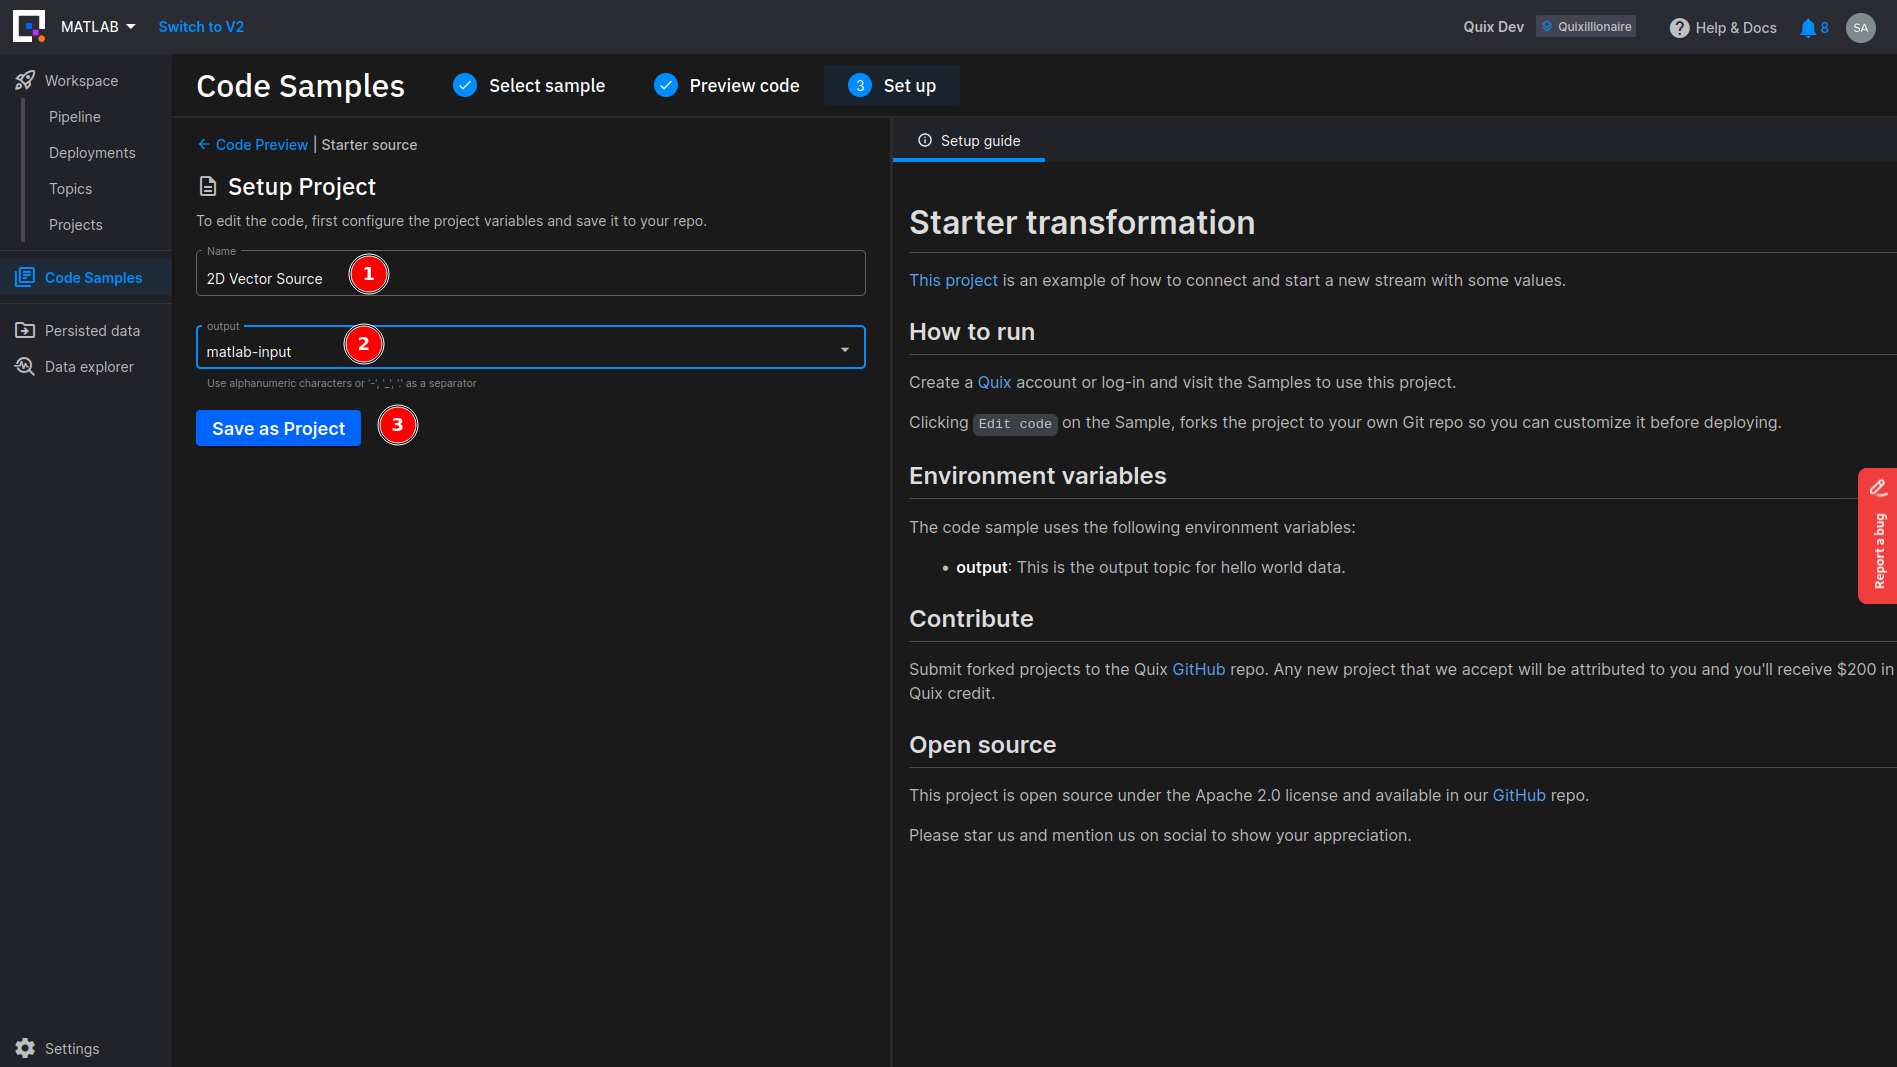 MATLAB Switch to V2
Quix Dev Quixillionaire Help & Docs 8 SA
Workspace
Pipeline
Deployments
Topics
Projects
Code Samples
Persisted data
Data explorer
Settings
Code Samples Select sample Preview code 3 Set up
Code Preview | Starter source
Setup Project
To edit the code, first configure the project variables and save it to your repo.
Name
2D Vector Source 1
output
matlab-input 2
Use alphanumeric characters or '-', '_', '.' as a separator
Save as Project 3
Setup guide
Starter transformation
This project is an example of how to connect and start a new stream with some values.
How to run
Create a Quix account or log-in and visit the Samples to use this project.
Clicking Edit code on the Sample, forks the project to your own Git repo so you can customize it before deploying.
Environment variables
The code sample uses the following environment variables:
• output: This is the output topic for hello world data.
Contribute
Submit forked projects to the Quix GitHub repo. Any new project that we accept will be attributed to you and you'll receive $200 in
Quix credit.
Open source
This project is open source under the Apache 2.0 license and available in our GitHub repo.
Please star us and mention us on social to show your appreciation.
Report a bug